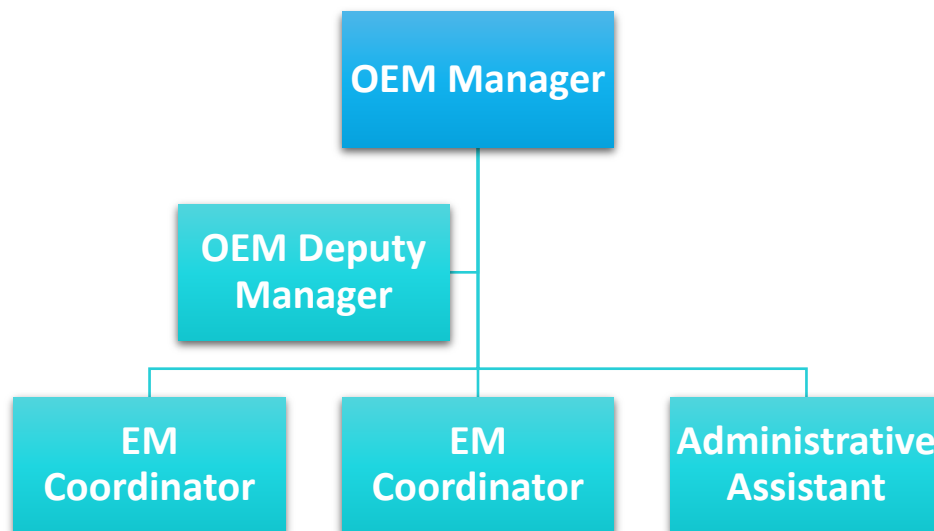 OEM Manager
OEM Deputy
Manager
EM
Coordinator
EM
Coordinator
Administrative
Assistant